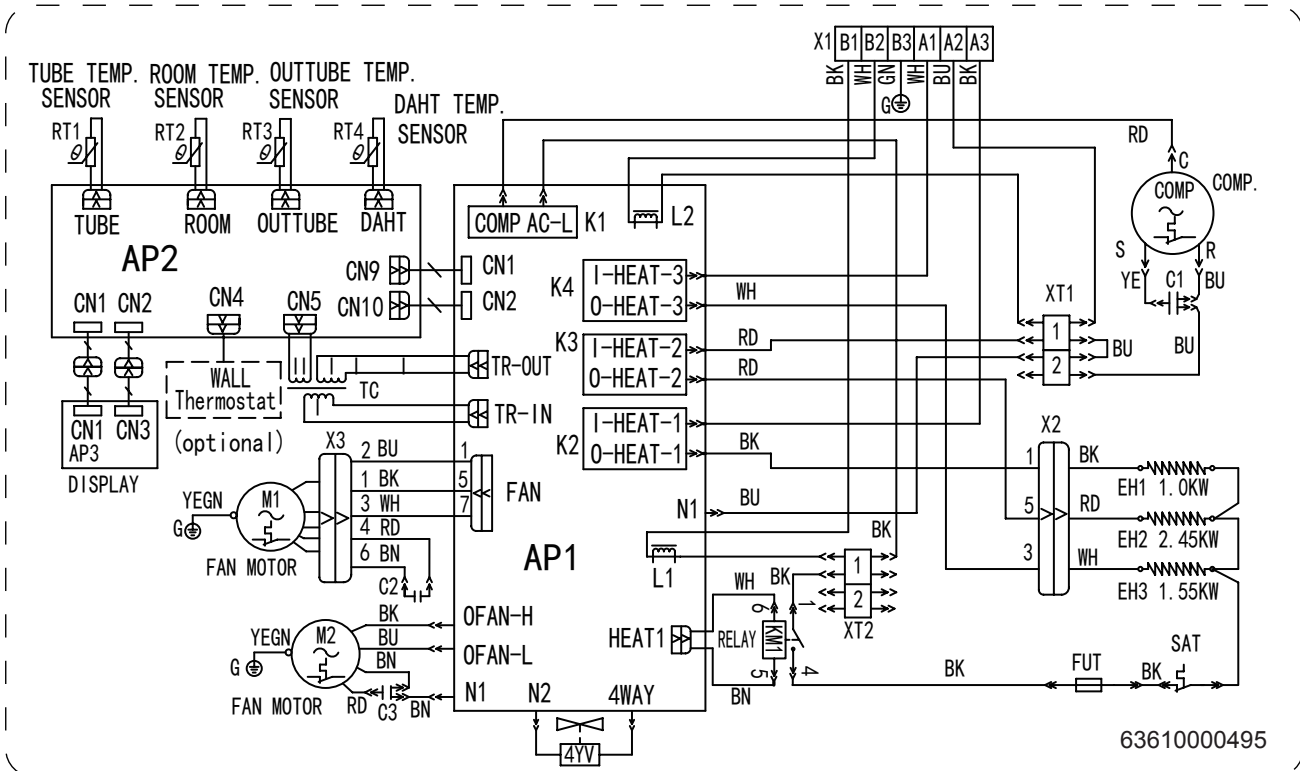 X1 B1 B2 B3 A1 A2 A3
BK WH GN WH BU BK
G
TUBE TEMP. SENSOR
ROOM TEMP. SENSOR
OUTTUBE TEMP. SENSOR
DAHT TEMP. SENSOR
RT1 RT2 RT3 RT4
θ θ θ θ
TUBE ROOM OUTTUBE DAHT
AP2
CN9 CN1
CN10 CN2
CN1 CN2 CN4 CN5
WALL
Thermostat
(optional)
TC
TR-OUT
TR-IN
CN1 CN3
AP3
DISPLAY
COMP AC-L K1
L2
K4
I-HEAT-3
O-HEAT-3
WH
K3
I-HEAT-2
O-HEAT-2
RD
RD
K2
I-HEAT-1
O-HEAT-1
BK
N1 BU
RD
C
COMP
COMP.
S R
YE C1 BU
BU
XT1
1
2
BU
X3
2 BU 1
1 BK 5
3 WH 7
4 RD
6 BN
FAN
C2
YEGN
G
M1
FAN MOTOR
AP1
L1
BK
1
2
XT2
X2
1 BK
5 RD
3 WH
EH1 1.0KW
EH2 2.45KW
EH3 1.55KW
YEGN
G
M2
FAN MOTOR
BK
BU
BN
RD C3 BN
OFAN-H
OFAN-L
N1 N2 4WAY
4YV
HEAT1
WH
BN
RELAY
KM1
6
5
BK
1
4
BK
FUT
BK
SAT
63610000495